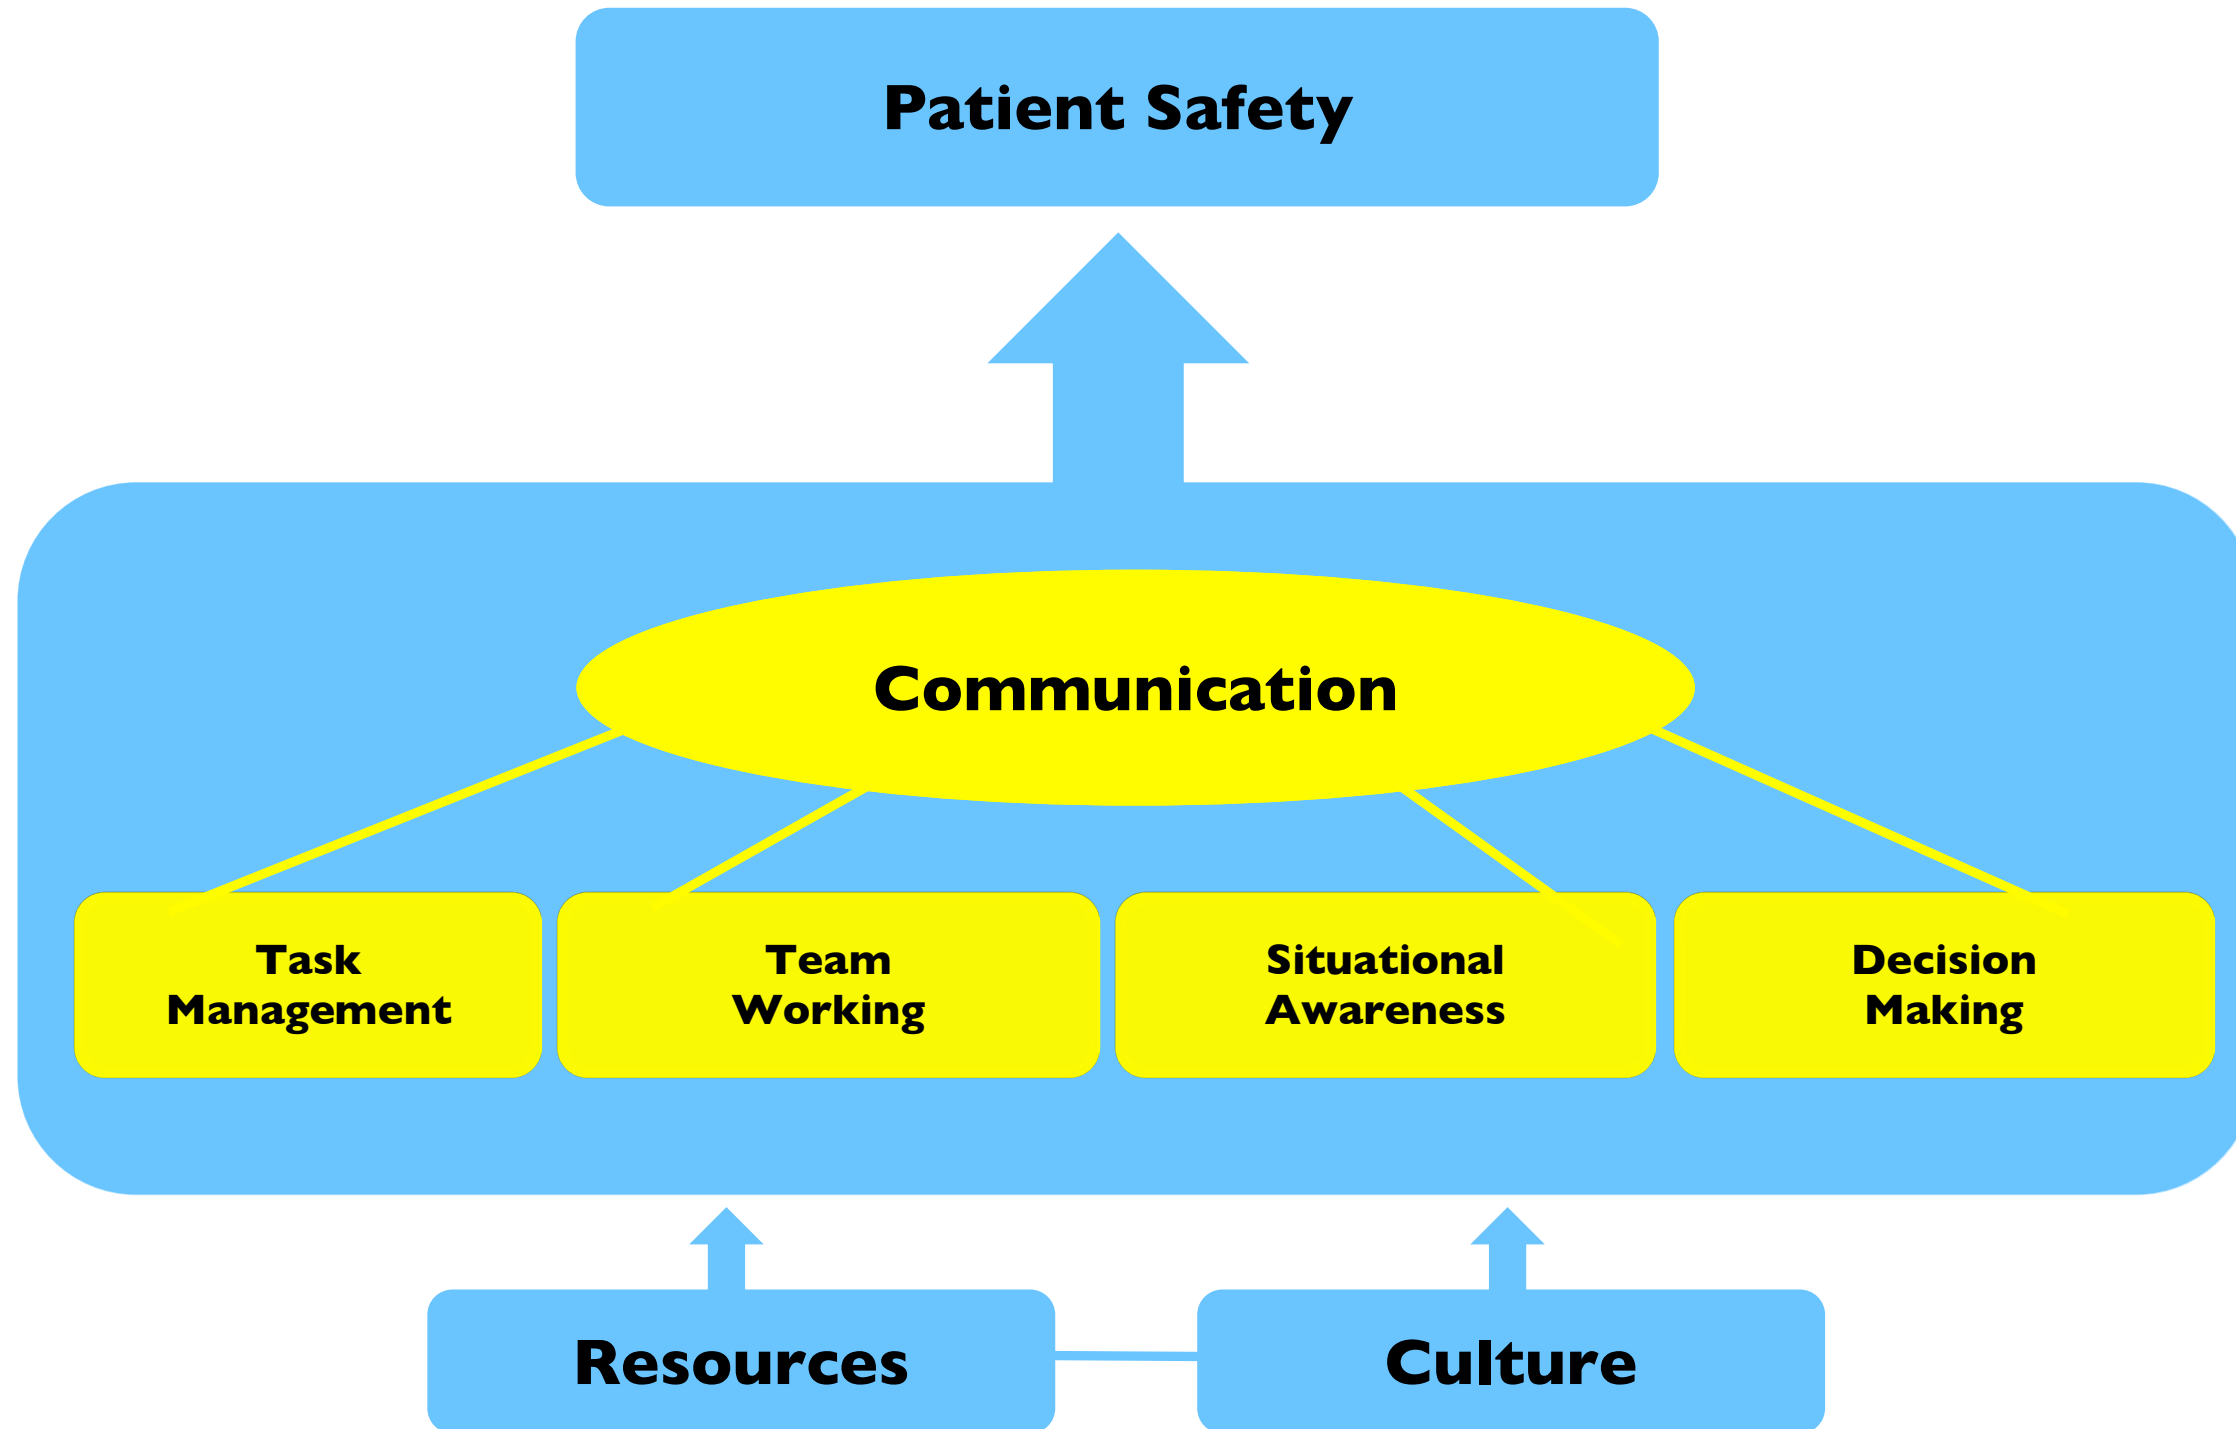 Patient Safety
Communication
Task
Management
Team
Working
Situational
Awareness
Decision
Making
Resources
Culture